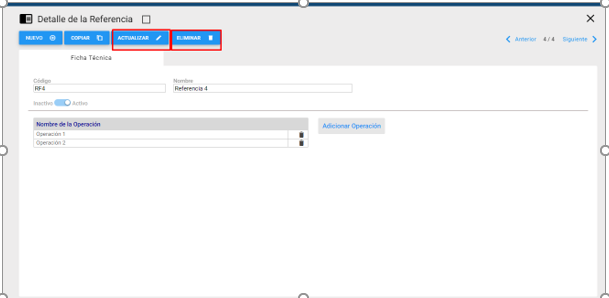 Detalle de la Referencia
NUEVO COPIAR ACTUALIZAR ELIMINAR
Anterior 4 / 4 Siguiente
Ficha Técnica
Código Nombre
RF4 Referencia 4
Inactivo Activo
Nombre de la Operación
Adicionar Operación
Operación 1
Operación 2